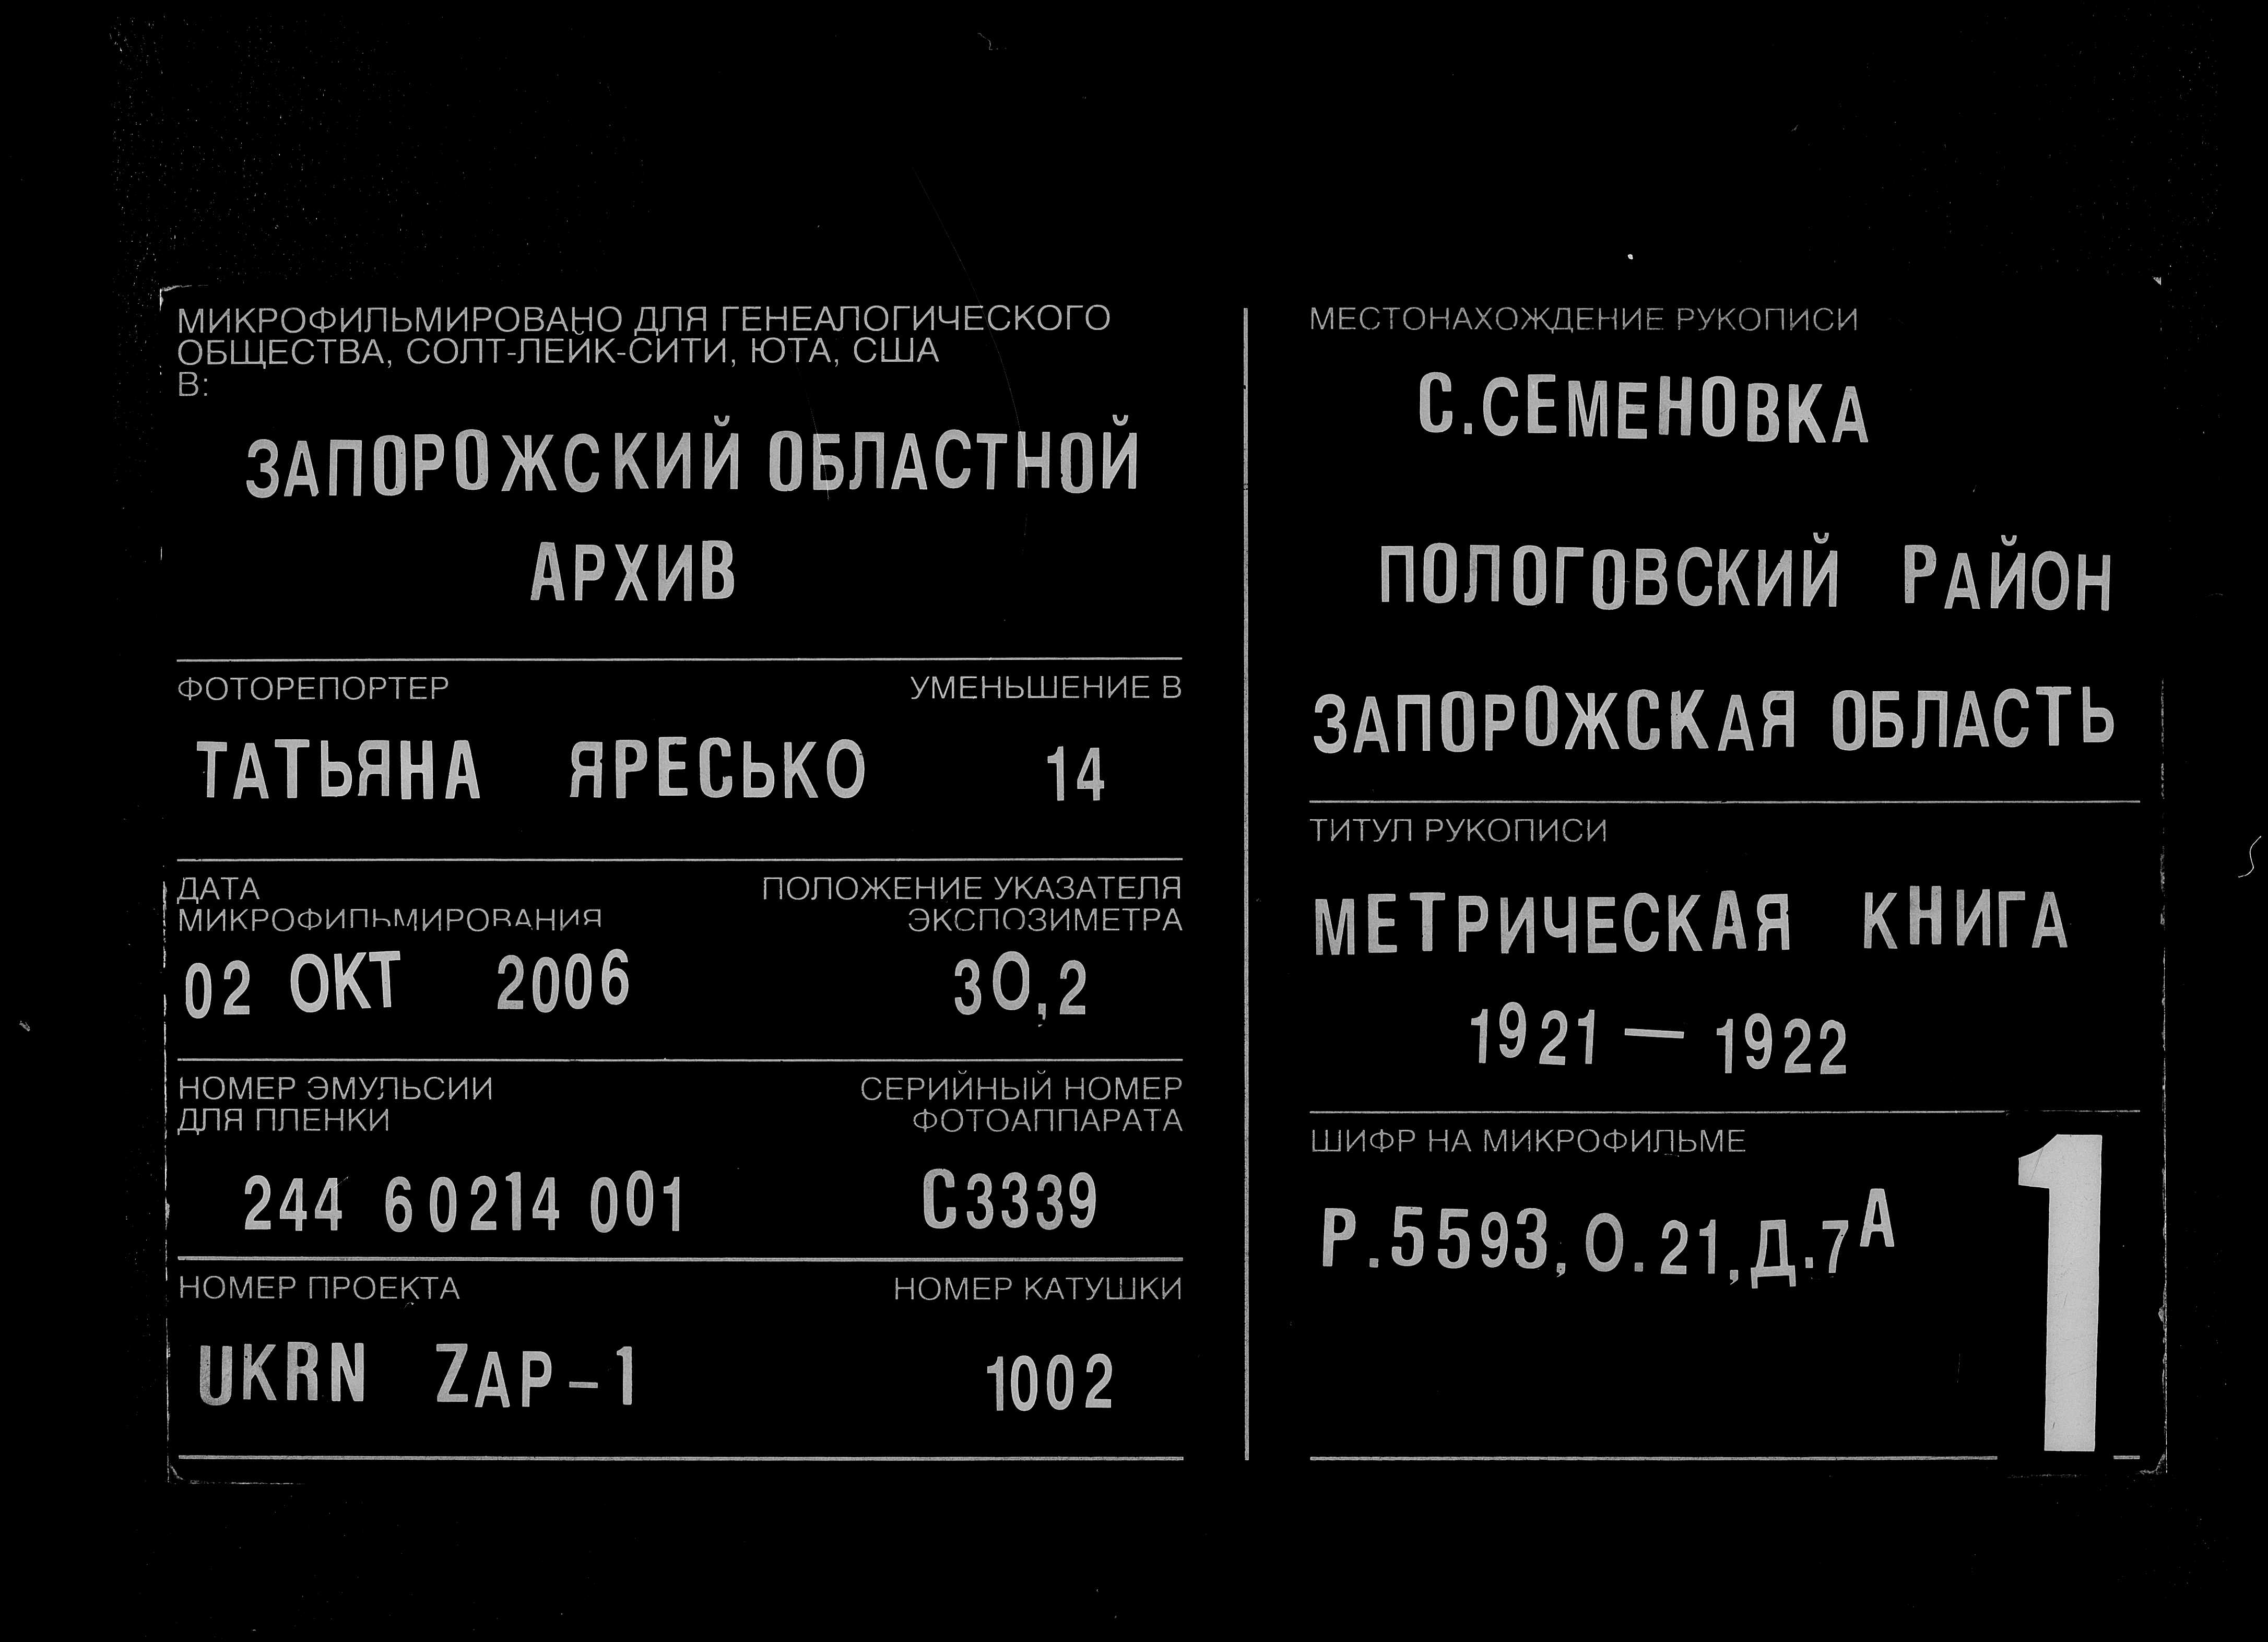 МИКРОФИЛЬМИРОВАНО ДЛЯ ГЕНЕАЛОГИЧЕСКОГО
ОБЩЕСТВА, СОЛТ-ЛЕЙК-СИТИ, ЮТА, США
В:
ЗАПОРОЖСКИЙ ОБЛАСТНОЙ
АРХИВ
ФОТОРЕПОРТЕР УМЕНЬШЕНИЕ В
ТАТЬЯНА ЯРЕСЬКО 14
ДАТА
МИКРОФИЛЬМИРОВАНИЯ
ПОЛОЖЕНИЕ УКАЗАТЕЛЯ
ЭКСПОЗИМЕТРА
02 ОКТ 2006 30,2
НОМЕР ЭМУЛЬСИИ
ДЛЯ ПЛЕНКИ
СЕРИЙНЫЙ НОМЕР
ФОТОАППАРАТА
244 60214 001 С3339
НОМЕР ПРОЕКТА НОМЕР КАТУШКИ
UKRN ZAP-1 1002
МЕСТОНАХОЖДЕНИЕ РУКОПИСИ
С.СЕМЕНОВКА
ПОЛОГОВСКИЙ РАЙОН
ЗАПОРОЖСКАЯ ОБЛАСТЬ
ТИТУЛ РУКОПИСИ
МЕТРИЧЕСКАЯ КНИГА
1921 — 1922
ШИФР НА МИКРОФИЛЬМЕ
Р.5593, О.21, Д.7А
1